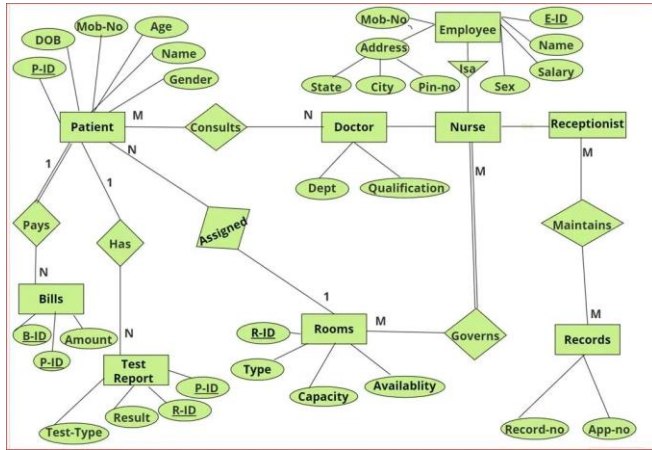 Mob-No
Age
DOB
Name
P-ID
Gender
Patient
M
Consults
N
Doctor
Dept
Qualification
Mob-No
Employee
E-ID
Address
Name
Salary
State
City
Pin-no
Isa
Sex
Nurse
Receptionist
1
1
N
M
M
Pays
Has
Assigned
Maintains
N
Bills
B-ID
P-ID
Amount
N
Test
Report
P-ID
R-ID
Result
Test-Type
1
R-ID
Rooms
M
Governs
Type
Capacity
Availablity
M
Records
Record-no
App-no